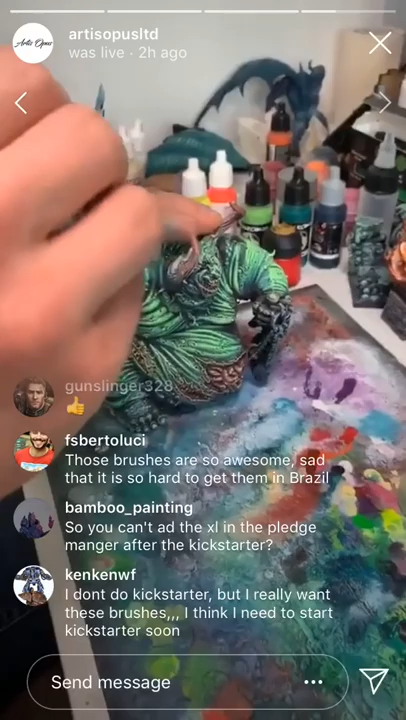 Artis Opus
artisopusltd
was live · 2h ago
gunslinger328
👍
fsbertoluci
Those brushes are so awesome, sad
that it is so hard to get them in Brazil
bamboo_painting
So you can't ad the xl in the pledge
manger after the kickstarter?
kenkenwf
I dont do kickstarter, but I really want
these brushes,,, I think I need to start
kickstarter soon
Send message